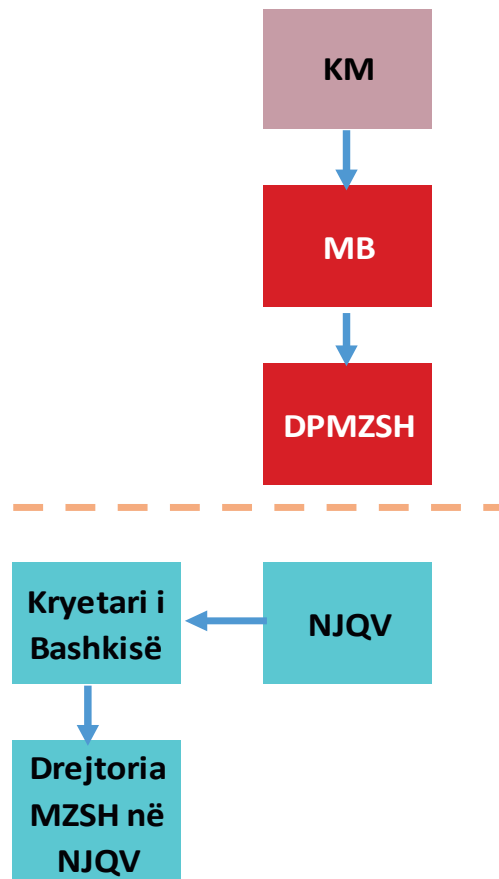 KM
MB
DPMZSH
Kryetari i
Bashkisë
NJQV
Drejtoria
MZSH në
NJQV